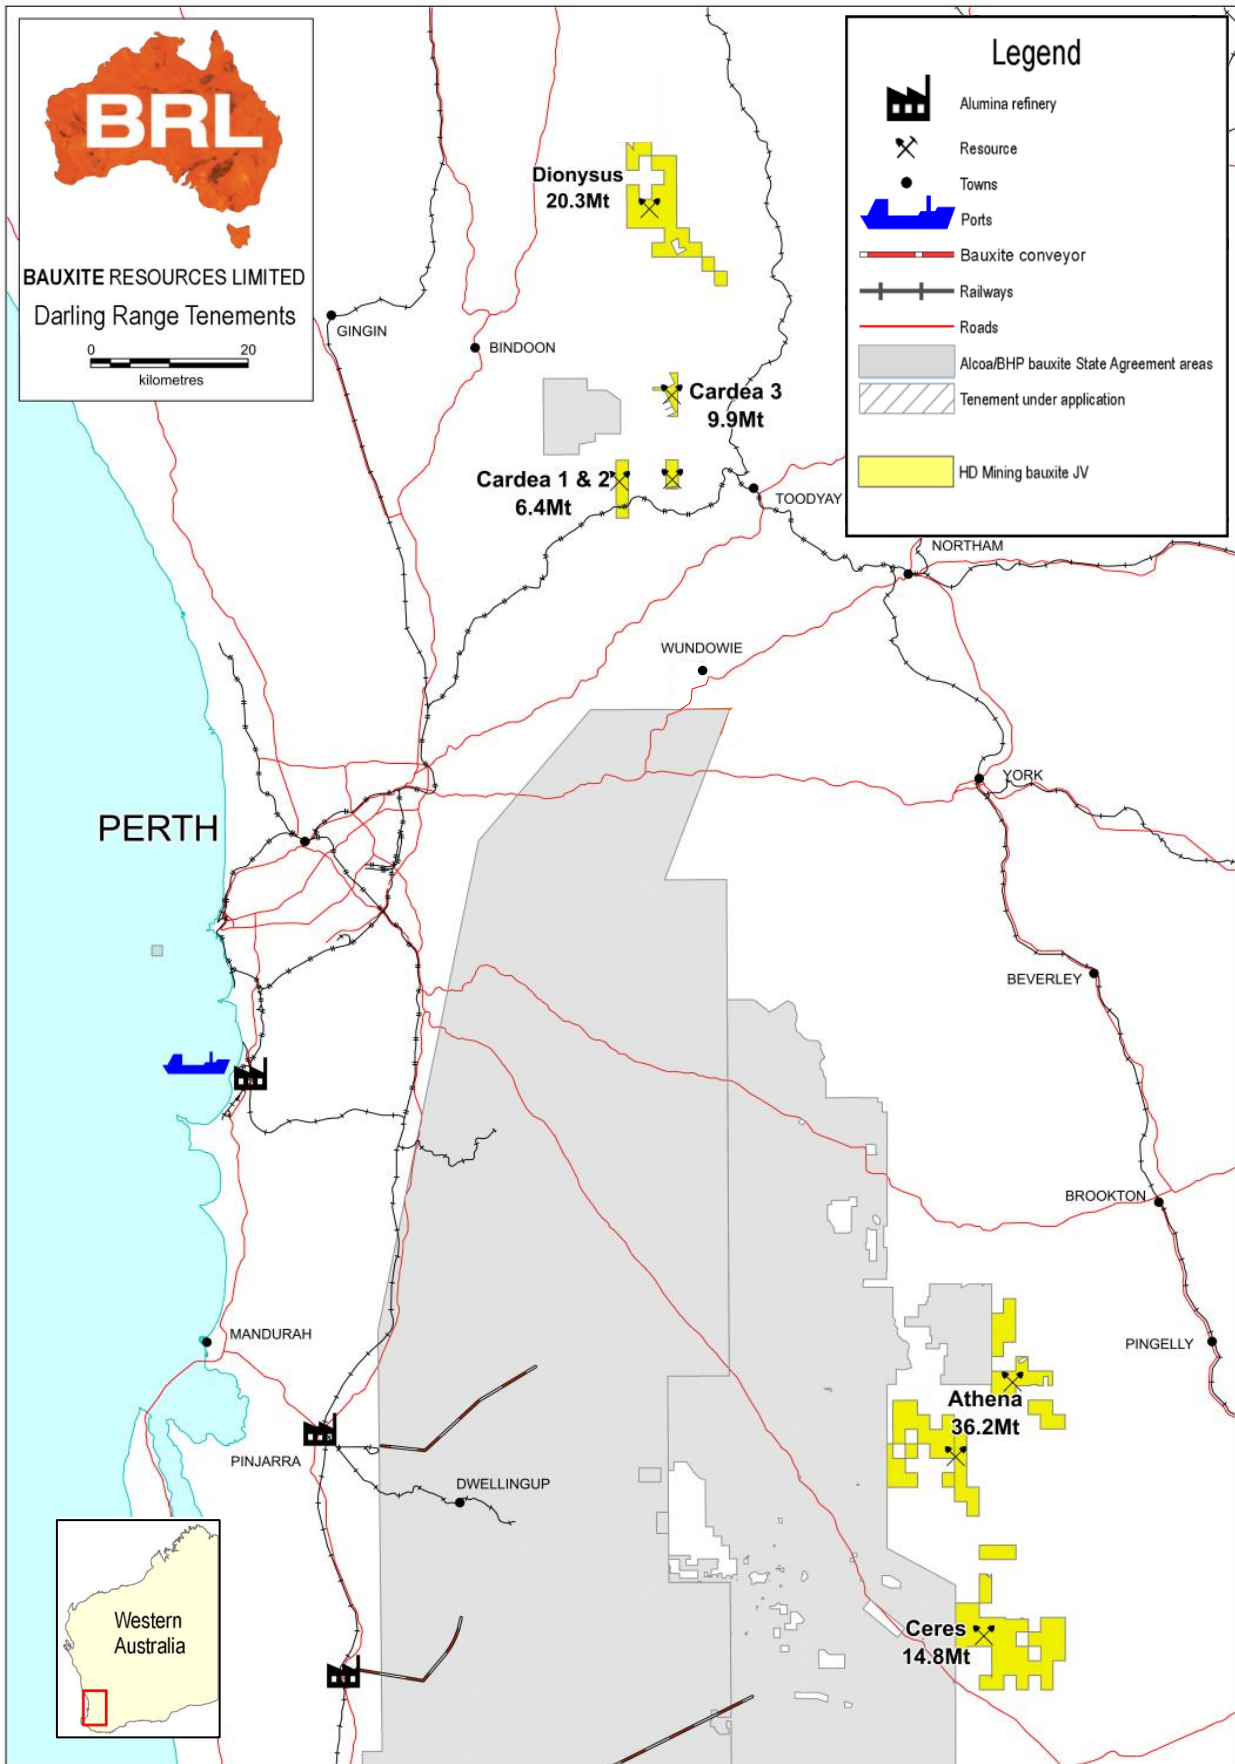 BRL
BAUXITE RESOURCES LIMITED
Darling Range Tenements
0 20
kilometres
Legend
Alumina refinery
Resource
Towns
Ports
Bauxite conveyor
Railways
Roads
Alcoa/BHP bauxite State Agreement areas
Tenement under application
HD Mining bauxite JV
Dionysus
20.3Mt
GINGIN
BINDOON
Cardea 3
9.9Mt
Cardea 1 & 2
6.4Mt
TOODYAY
NORTHAM
WUNDOWIE
YORK
PERTH
BEVERLEY
BROOKTON
MANDURAH
PINGELLY
Athena
36.2Mt
PINJARRA
DWELLINGUP
Western
Australia
Ceres
14.8Mt